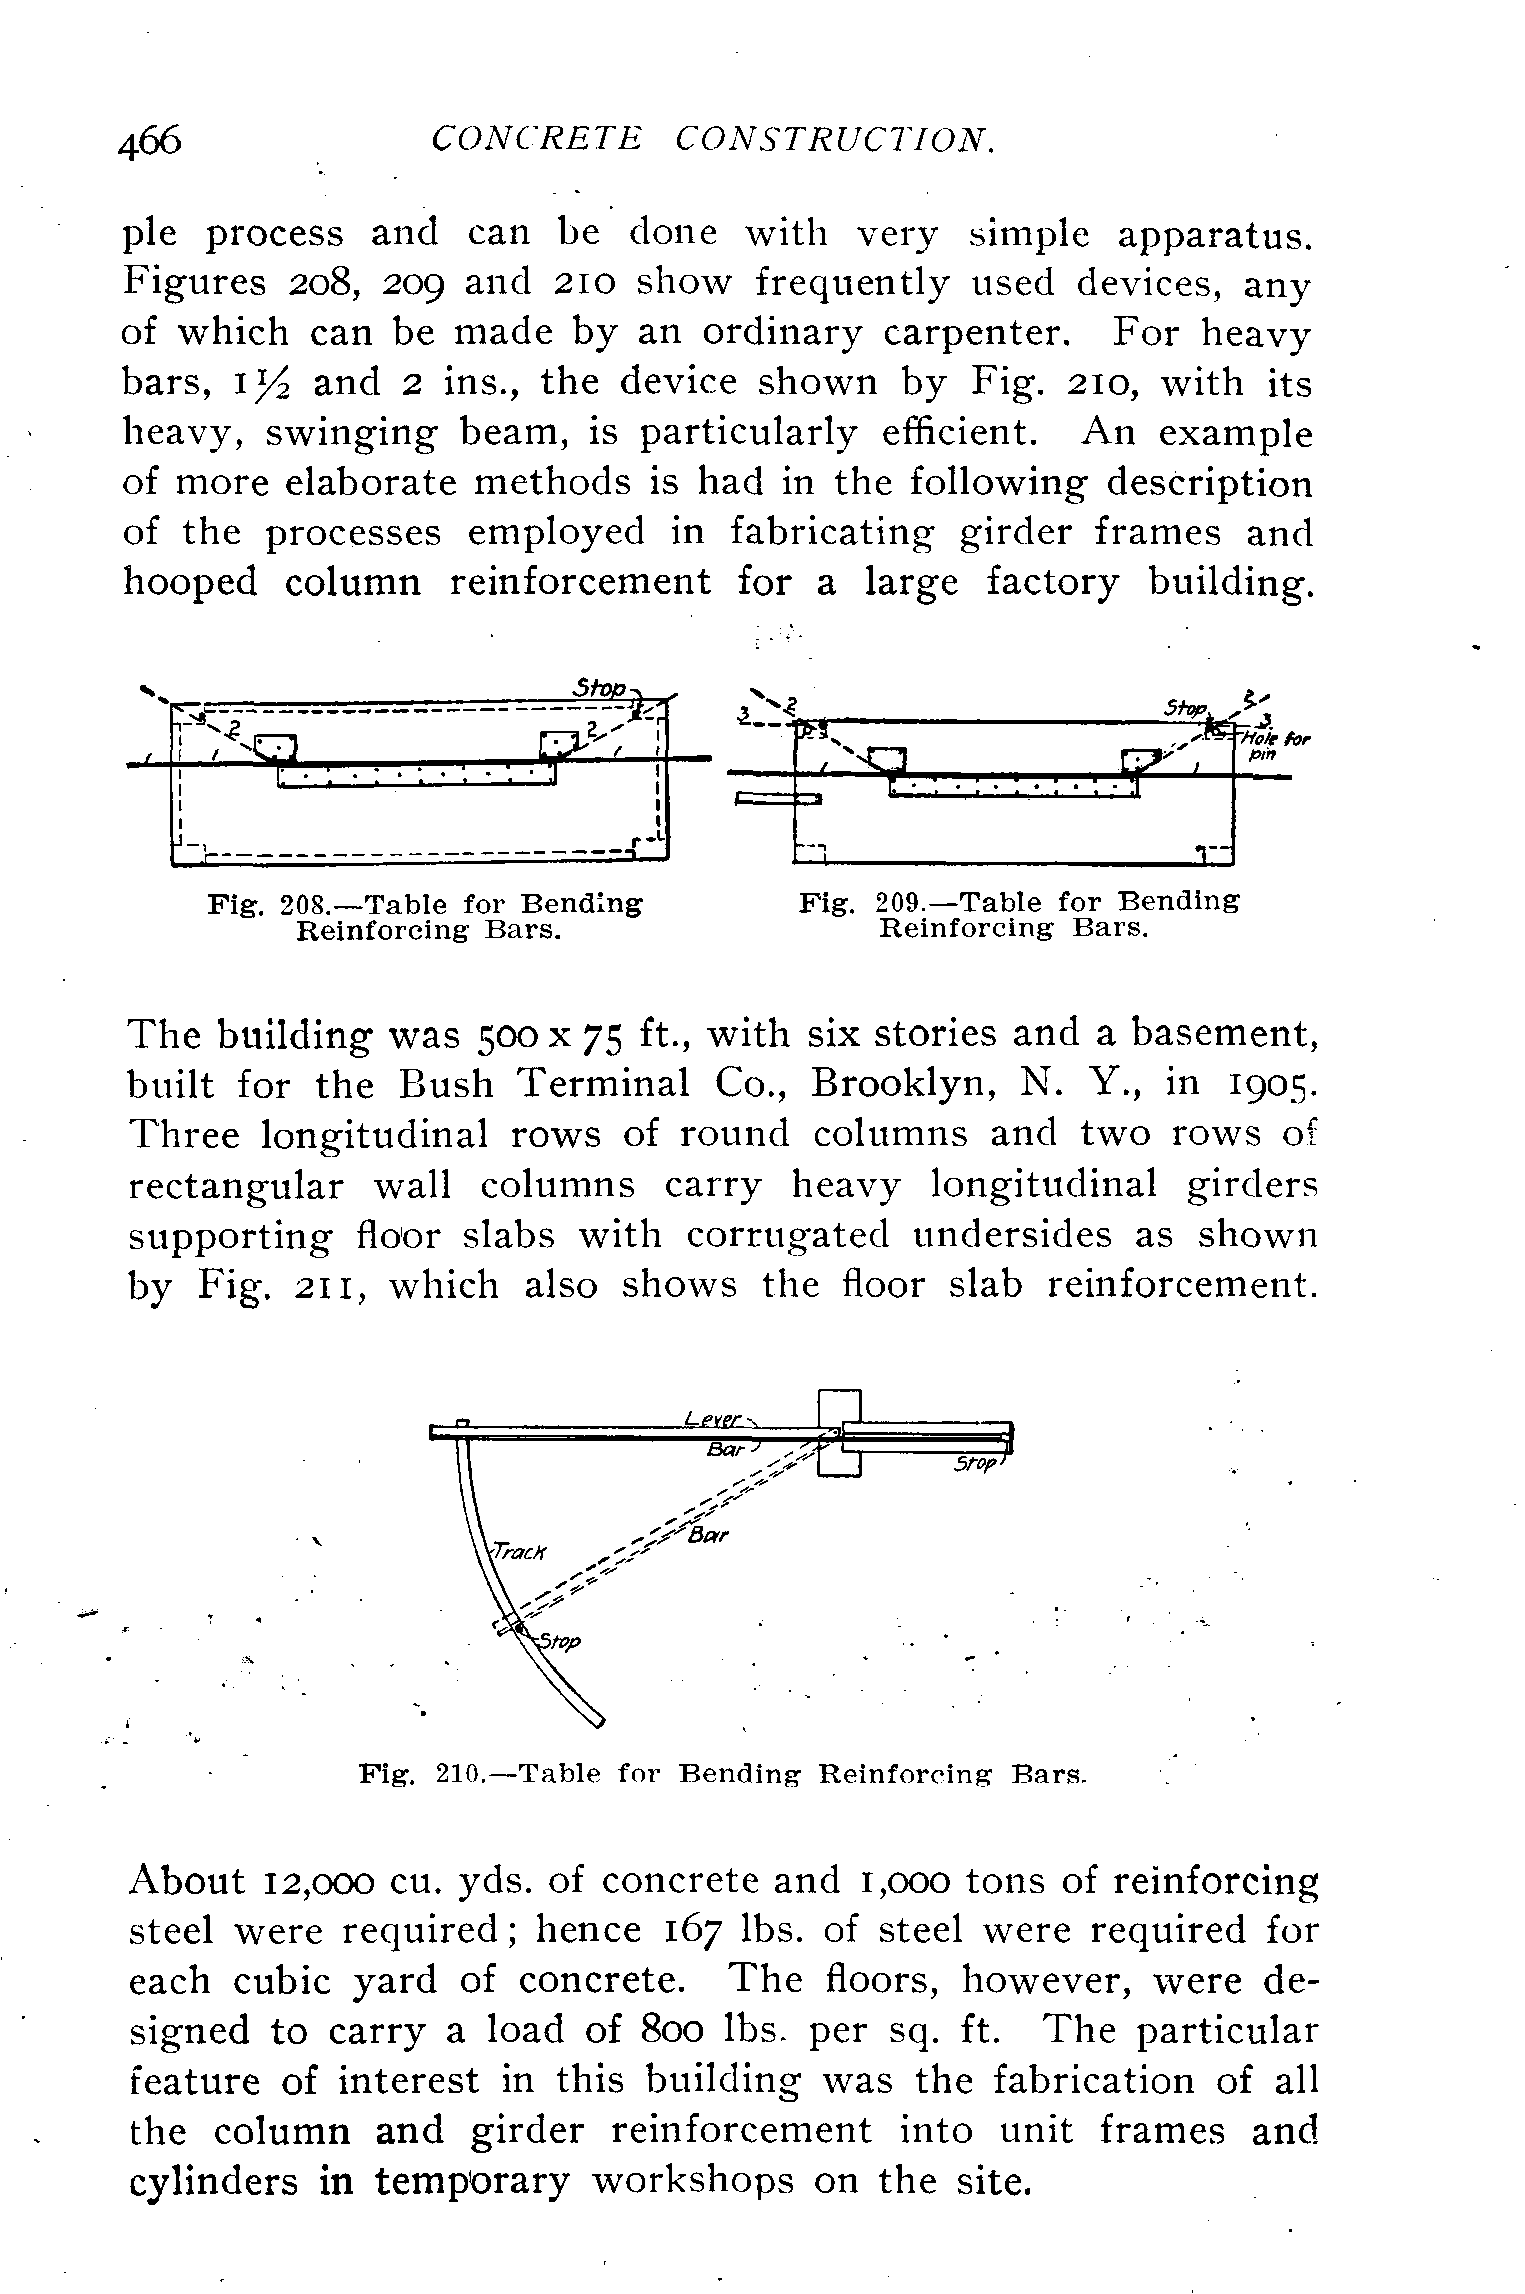 466 CONCRETE CONSTRUCTION.
ple process and can be done with very simple apparatus.
Figures 208, 209 and 210 show frequently used devices, any
of which can be made by an ordinary carpenter. For heavy
bars, 1½ and 2 ins., the device shown by Fig. 210, with its
heavy, swinging beam, is particularly efficient. An example
of more elaborate methods is had in the following description
of the processes employed in fabricating girder frames and
hooped column reinforcement for a large factory building.
Stop
2
2
1
1
Fig. 208.—Table for Bending
Reinforcing Bars.
2
3
Stop
2
3
Hole for
pin
1
1
Fig. 209.—Table for Bending
Reinforcing Bars.
The building was 500 x 75 ft., with six stories and a basement,
built for the Bush Terminal Co., Brooklyn, N. Y., in 1905.
Three longitudinal rows of round columns and two rows of
rectangular wall columns carry heavy longitudinal girders
supporting floor slabs with corrugated undersides as shown
by Fig. 211, which also shows the floor slab reinforcement.
Lever
Bar
Stop
Bar
Track
Stop
Fig. 210.—Table for Bending Reinforcing Bars.
About 12,000 cu. yds. of concrete and 1,000 tons of reinforcing
steel were required; hence 167 lbs. of steel were required for
each cubic yard of concrete. The floors, however, were de-
signed to carry a load of 800 lbs. per sq. ft. The particular
feature of interest in this building was the fabrication of all
the column and girder reinforcement into unit frames and
cylinders in temporary workshops on the site.